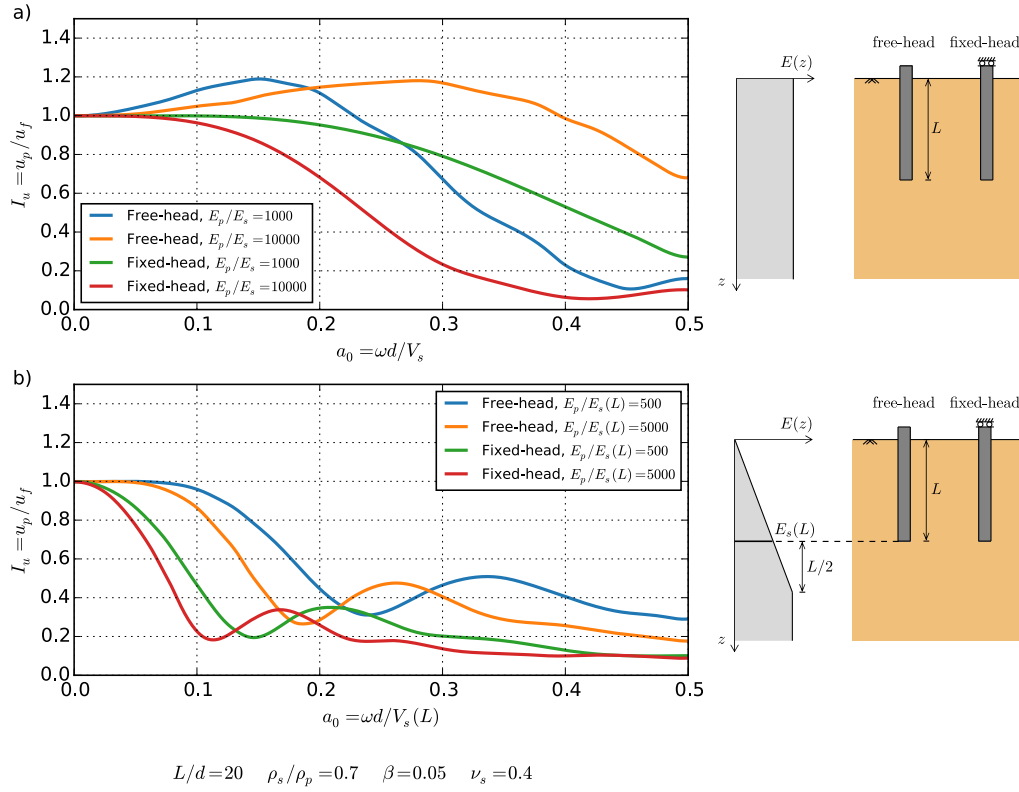 a)
1.4
1.2
1.0
0.8
0.6
0.4
0.2
0.0
I_u = u_p/u_f
Free-head, E_p/E_s = 1000
Free-head, E_p/E_s = 10000
Fixed-head, E_p/E_s = 1000
Fixed-head, E_p/E_s = 10000
0.0 0.1 0.2 0.3 0.4 0.5
a_0 = ωd/V_s
E(z)
z
free-head fixed-head
L
b)
1.4
1.2
1.0
0.8
0.6
0.4
0.2
0.0
I_u = u_p/u_f
Free-head, E_p/E_s(L) = 500
Free-head, E_p/E_s(L) = 5000
Fixed-head, E_p/E_s(L) = 500
Fixed-head, E_p/E_s(L) = 5000
0.0 0.1 0.2 0.3 0.4 0.5
a_0 = ωd/V_s(L)
E(z)
E_s(L)
L/2
z
free-head fixed-head
L
L/d = 20 ρ_s/ρ_p = 0.7 β = 0.05 ν_s = 0.4